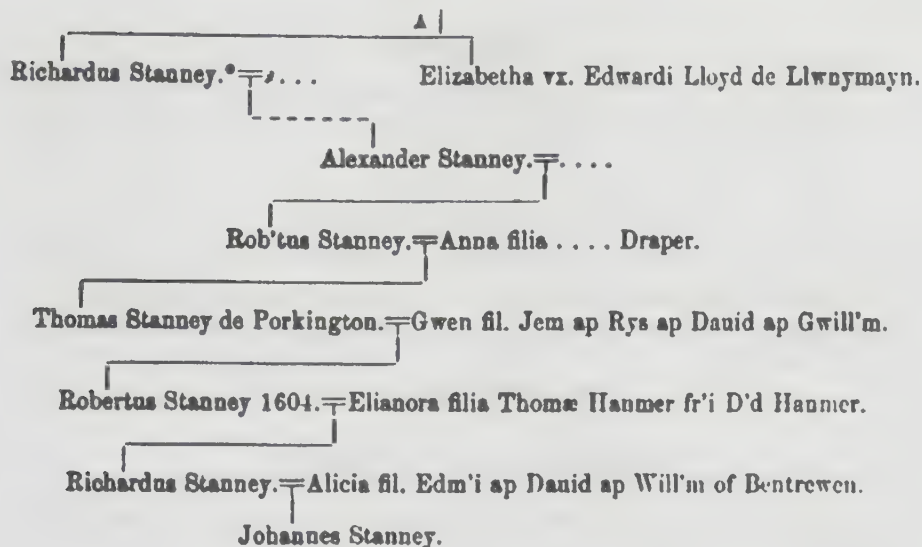 A
Richardus Stanney.* . . . .
Elizabetha vx. Edwardi Lloyd de Llwnymayn.
Alexander Stanney. . . . .
Rob'tus Stanney. Anna filia . . . . Draper.
Thomas Stanney de Porkington. Gwen fil. Jem ap Rys ap Dauid ap Gwill'm.
Robertus Stanney 1604. Elianora filia Thomæ Hanmer fr'i D'd Hanmer.
Richardus Stanney. Alicia fil. Edm'i ap Dauid ap Will'm of Bentrewen.
Johannes Stanney.